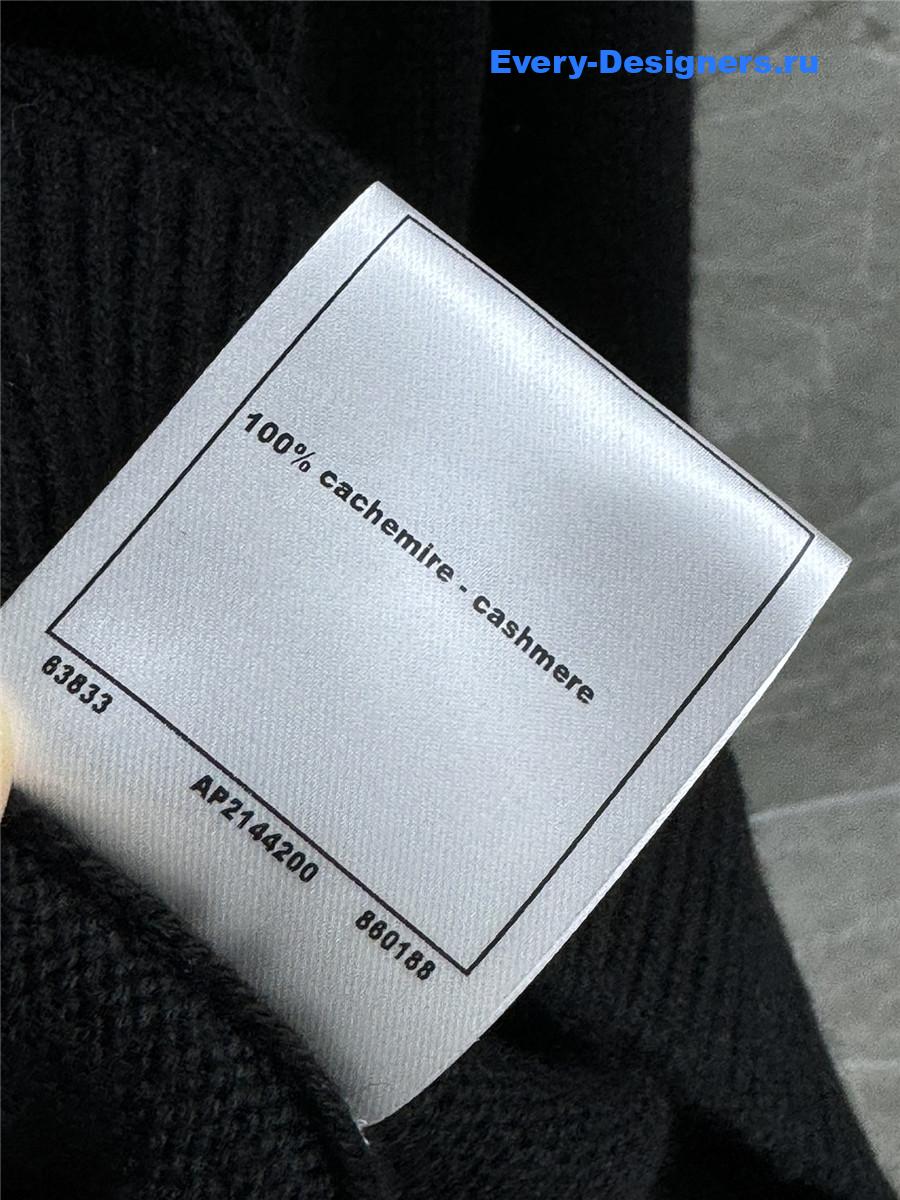 Every-Designers.ru
100% cachemire - cashmere
63833
AP2144200
860188